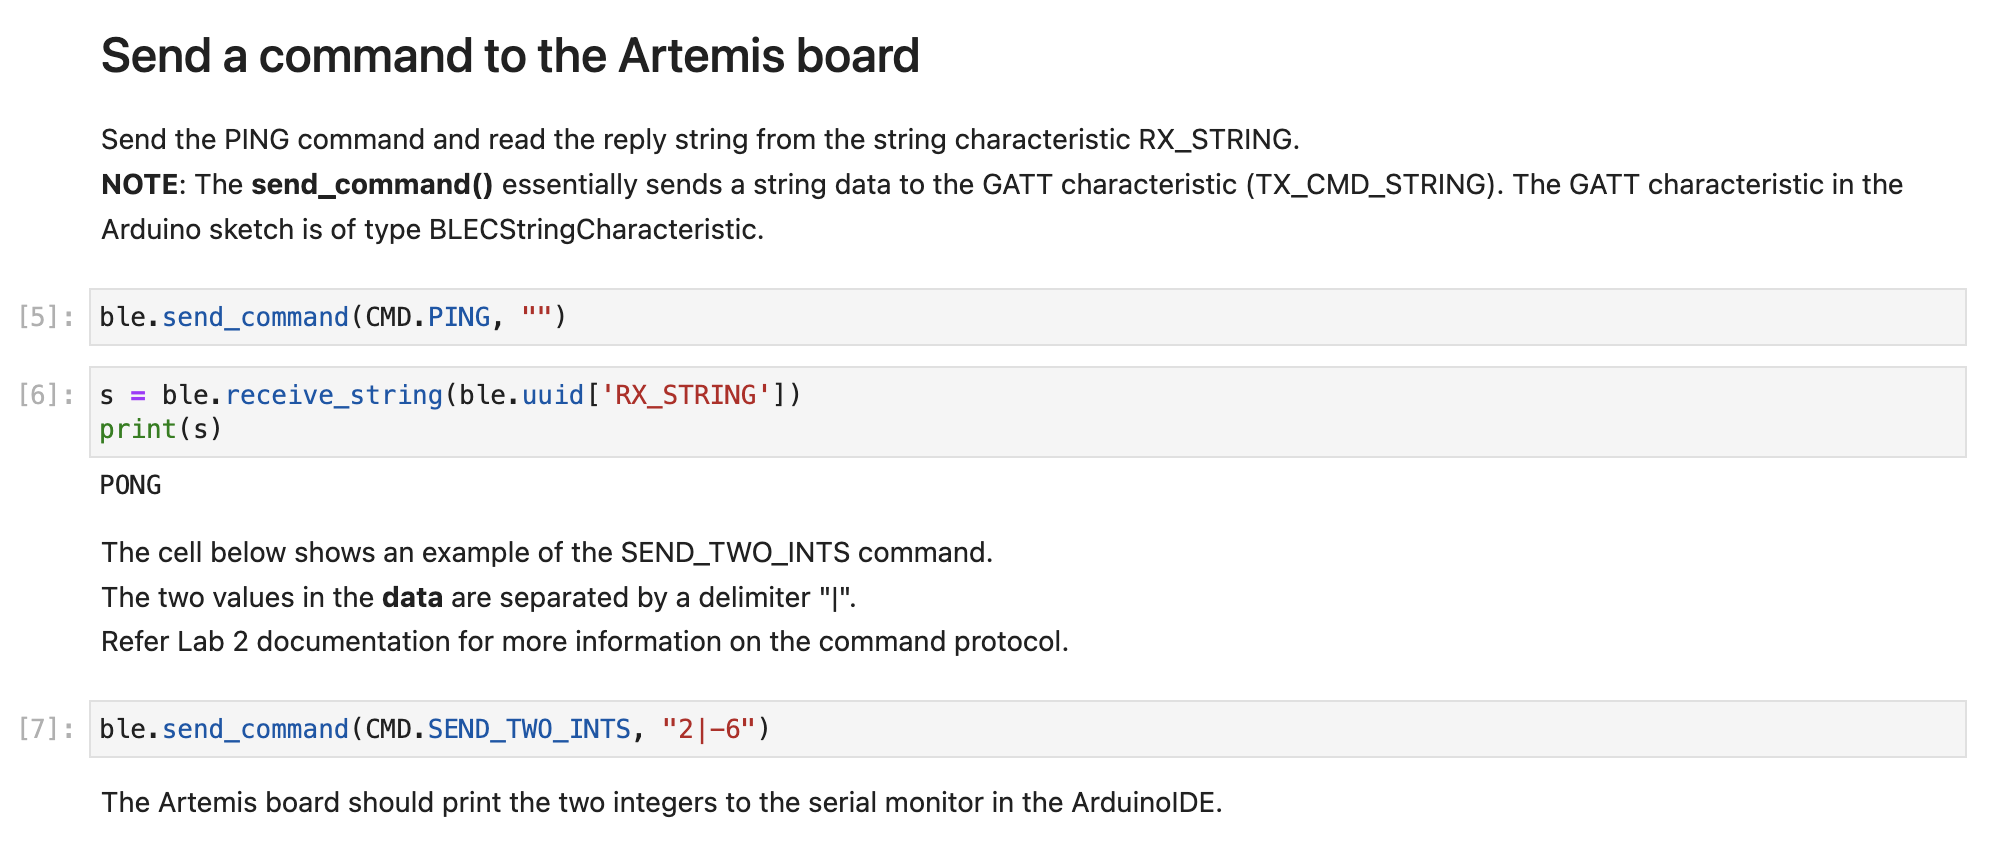 Send a command to the Artemis board
Send the PING command and read the reply string from the string characteristic RX_STRING.
NOTE: The send_command() essentially sends a string data to the GATT characteristic (TX_CMD_STRING). The GATT characteristic in the
Arduino sketch is of type BLECStringCharacteristic.
[5]: ble.send_command(CMD.PING, "")
[6]: s = ble.receive_string(ble.uuid['RX_STRING'])
print(s)
PONG
The cell below shows an example of the SEND_TWO_INTS command.
The two values in the data are separated by a delimiter "|".
Refer Lab 2 documentation for more information on the command protocol.
[7]: ble.send_command(CMD.SEND_TWO_INTS, "2|-6")
The Artemis board should print the two integers to the serial monitor in the ArduinoIDE.